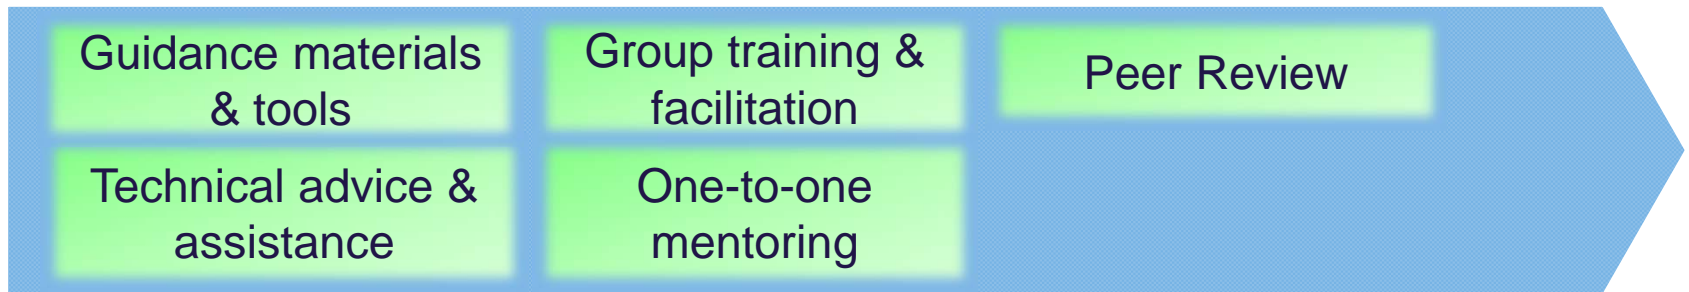 Guidance materials
& tools
Group training &
facilitation
Peer Review
Technical advice &
assistance
One-to-one
mentoring